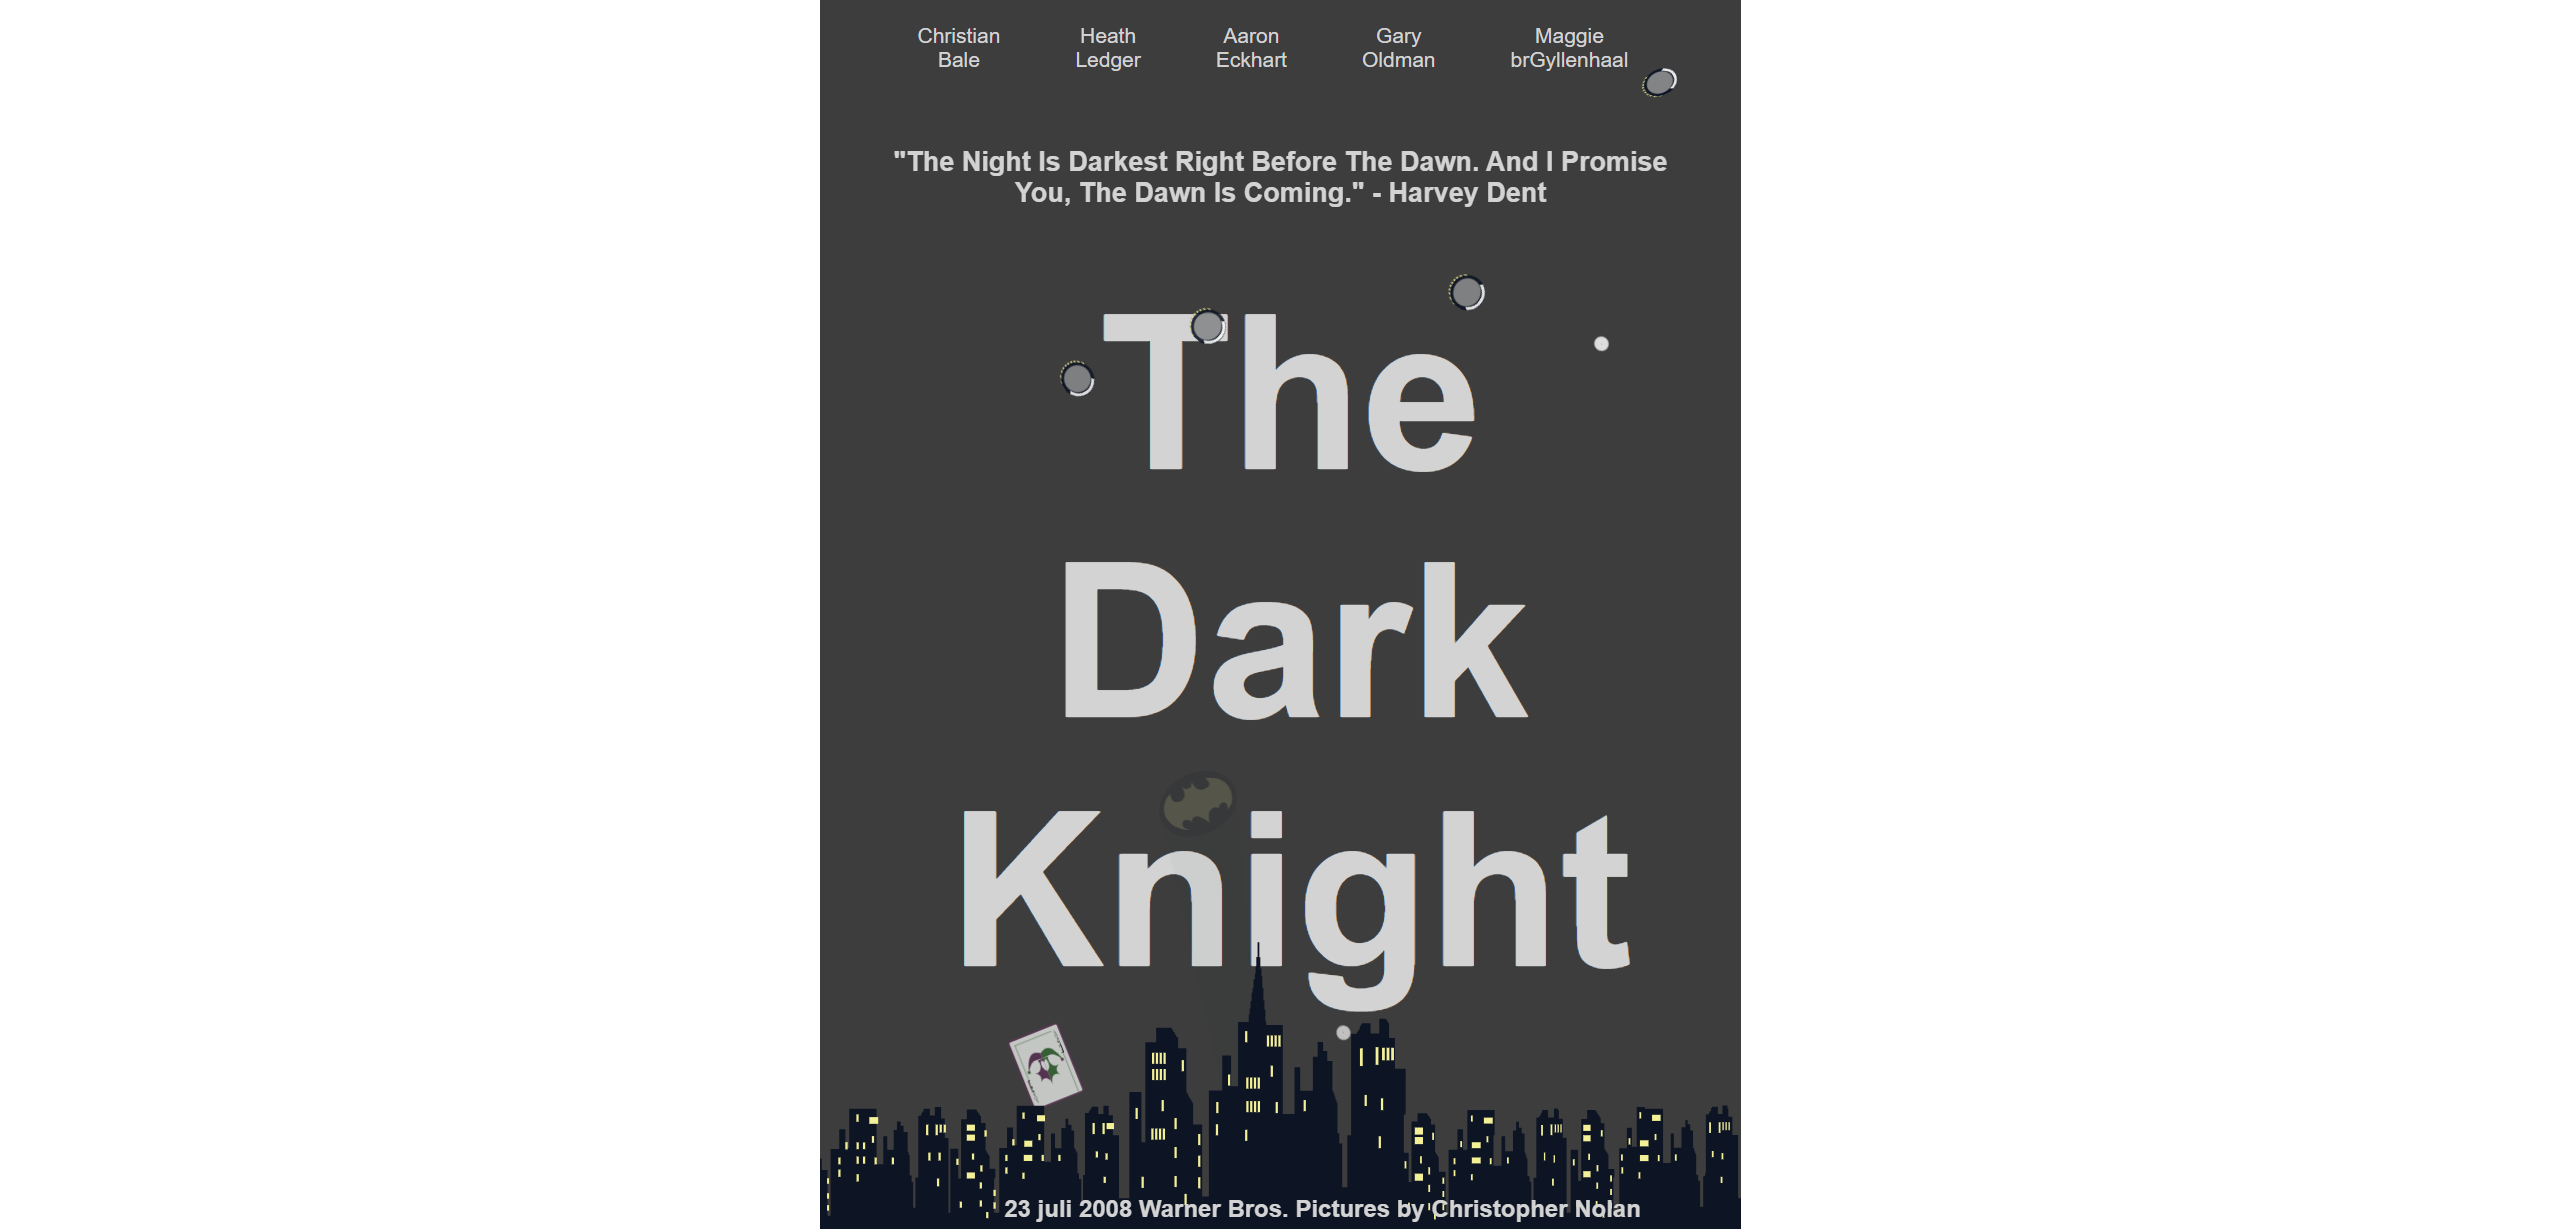 Christian Heath Aaron Gary Maggie
Bale Ledger Eckhart Oldman brGyllenhaal
"The Night Is Darkest Right Before The Dawn. And I Promise
You, The Dawn Is Coming." - Harvey Dent
The
Dark
Knight
23 juli 2008 Warner Bros. Pictures by Christopher Nolan